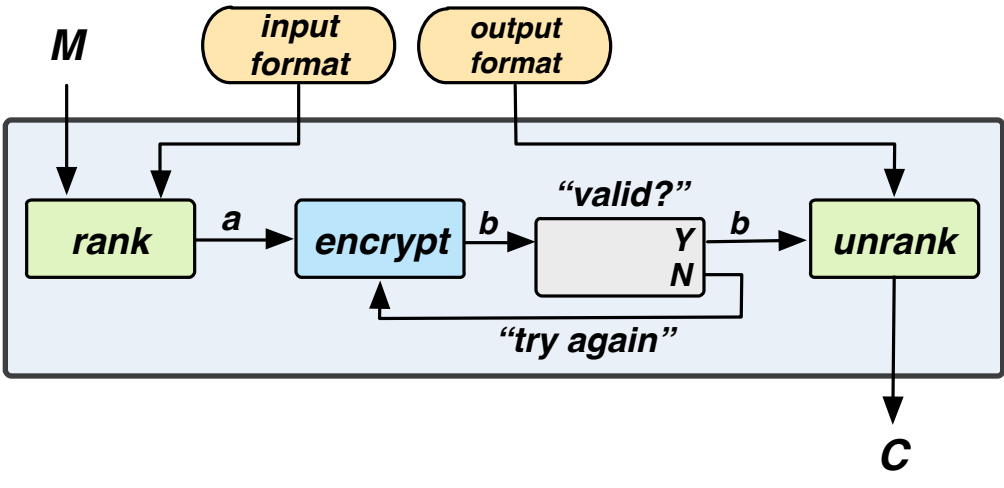 M
input
format
output
format
“valid?”
rank
a
encrypt
b
Y
N
b
unrank
“try again”
C